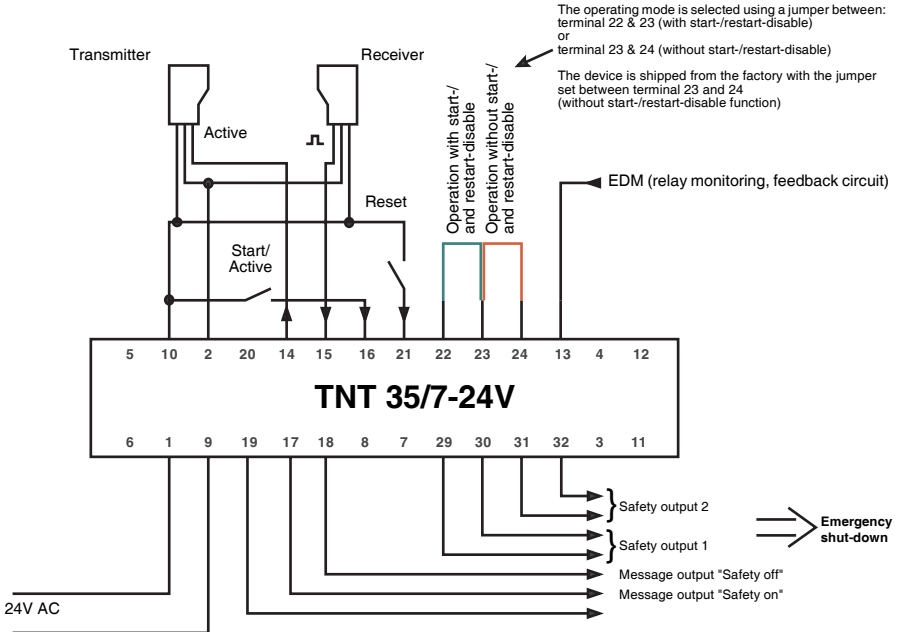 The operating mode is selected using a jumper between:
terminal 22 & 23 (with start-/restart-disable)
or
terminal 23 & 24 (without start-/restart-disable)
The device is shipped from the factory with the jumper
set between terminal 23 and 24
(without start-/restart-disable function)
Transmitter
Receiver
Active
Operation with start-/
and restart-disable
Operation without start-/
and restart-disable
EDM (relay monitoring, feedback circuit)
Reset
Start/
Active
5 10 2 20 14 15 16 21 22 23 24 13 4 12
TNT 35/7-24V
6 1 9 19 17 18 8 7 29 30 31 32 3 11
Safety output 2
Safety output 1
Emergency
shut-down
Message output "Safety off"
Message output "Safety on"
24V AC